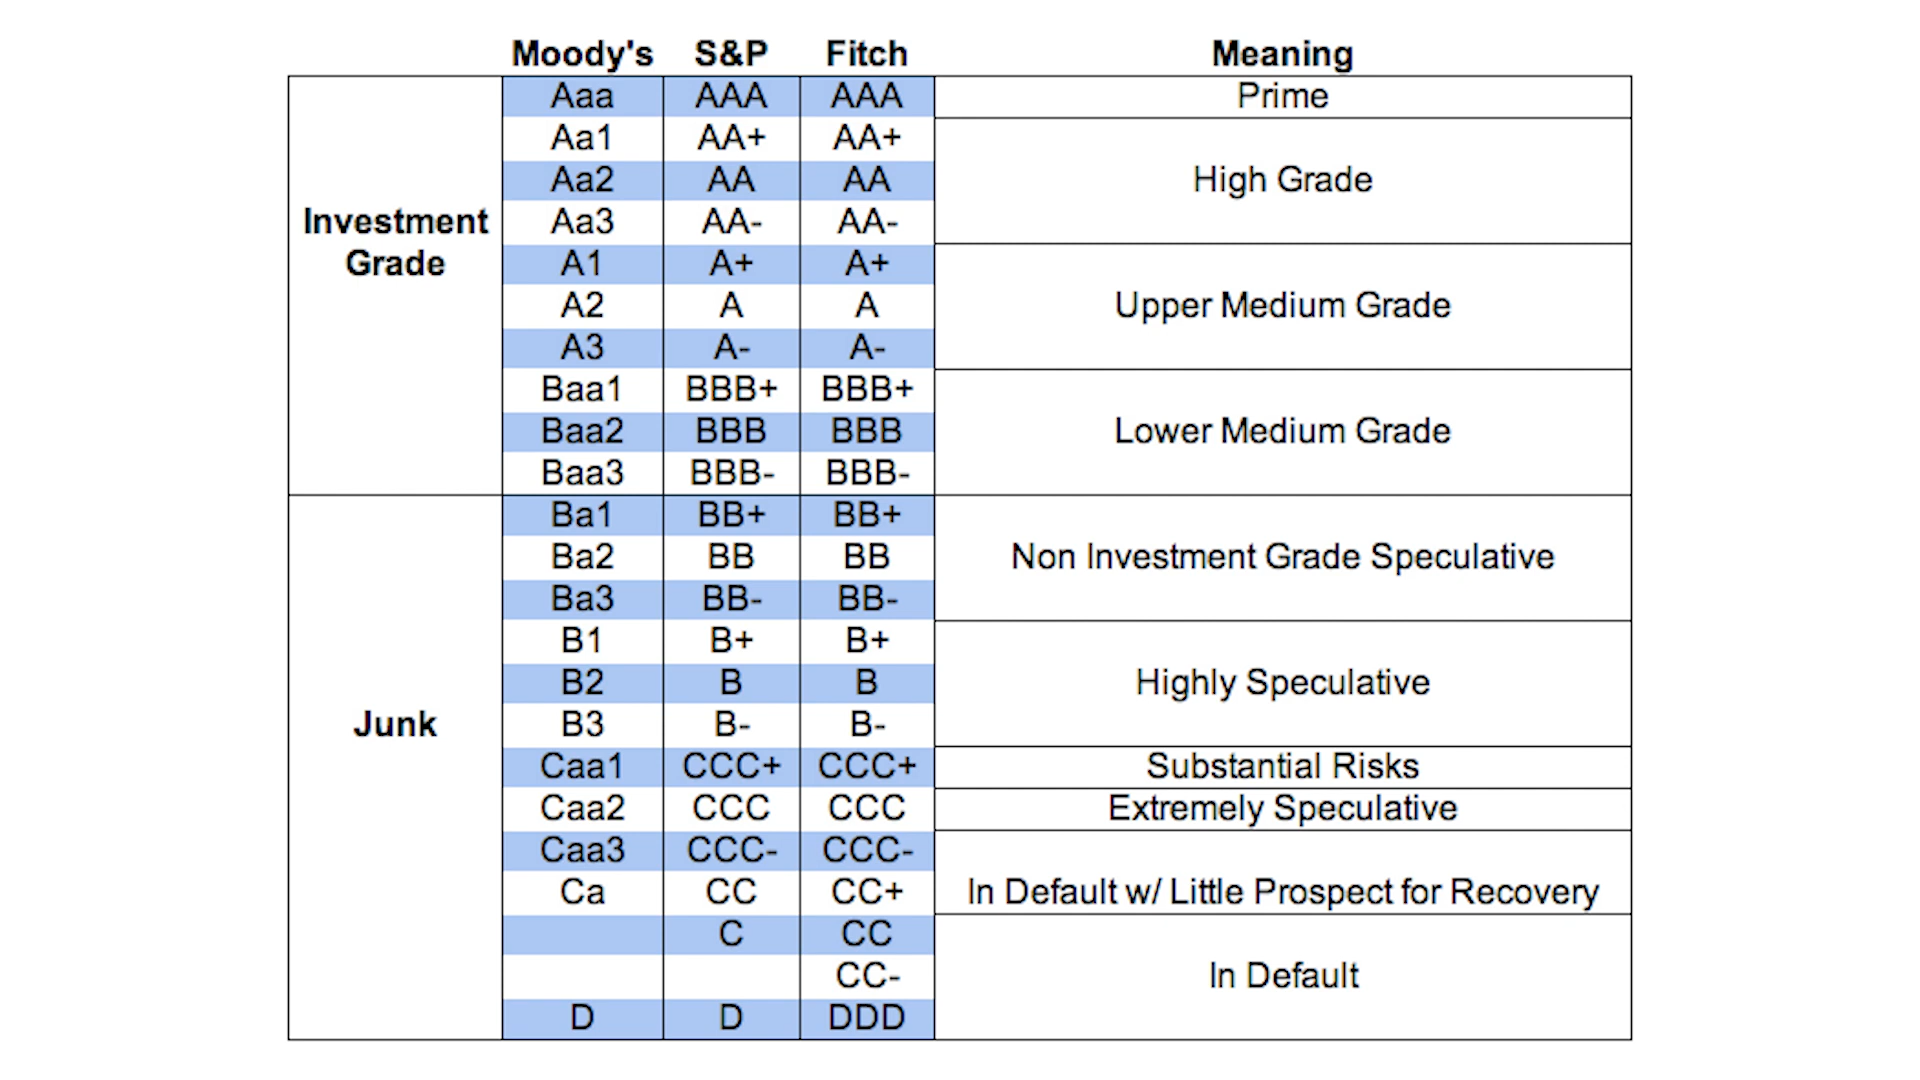 Moody's S&P Fitch Meaning
Aaa AAA AAA Prime
Aa1 AA+ AA+
Aa2 AA AA High Grade
Investment Aa3 AA- AA-
Grade A1 A+ A+
A2 A A Upper Medium Grade
A3 A- A-
Baa1 BBB+ BBB+
Baa2 BBB BBB Lower Medium Grade
Baa3 BBB- BBB-
Ba1 BB+ BB+
Ba2 BB BB Non Investment Grade Speculative
Ba3 BB- BB-
B1 B+ B+
B2 B B Highly Speculative
Junk B3 B- B-
Caa1 CCC+ CCC+ Substantial Risks
Caa2 CCC CCC Extremely Speculative
Caa3 CCC- CCC-
Ca CC CC+ In Default w/ Little Prospect for Recovery
C CC
CC- In Default
D D DDD